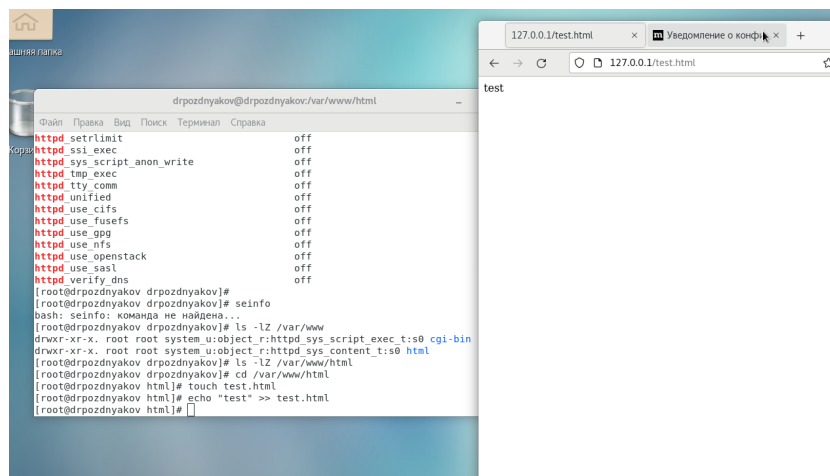 ашняя папка
Корзи
drpozdnyakov@drpozdnyakov:/var/www/html
Файл Правка Вид Поиск Терминал Справка
httpd_setrlimit off
httpd_ssi_exec off
httpd_sys_script_anon_write off
httpd_tmp_exec off
httpd_tty_comm off
httpd_unified off
httpd_use_cifs off
httpd_use_fusefs off
httpd_use_gpg off
httpd_use_nfs off
httpd_use_openstack off
httpd_use_sasl off
httpd_verify_dns off
[root@drpozdnyakov drpozdnyakov]#
[root@drpozdnyakov drpozdnyakov]# seinfo
bash: seinfo: команда не найдена...
[root@drpozdnyakov drpozdnyakov]# ls -lZ /var/www
drwxr-xr-x. root root system_u:object_r:httpd_sys_script_exec_t:s0 cgi-bin
drwxr-xr-x. root root system_u:object_r:httpd_sys_content_t:s0 html
[root@drpozdnyakov drpozdnyakov]# ls -lZ /var/www/html
[root@drpozdnyakov drpozdnyakov]# cd /var/www/html
[root@drpozdnyakov html]# touch test.html
[root@drpozdnyakov html]# echo "test" >> test.html
[root@drpozdnyakov html]#
127.0.0.1/test.html
m Уведомление о конфи
127.0.0.1/test.html
test